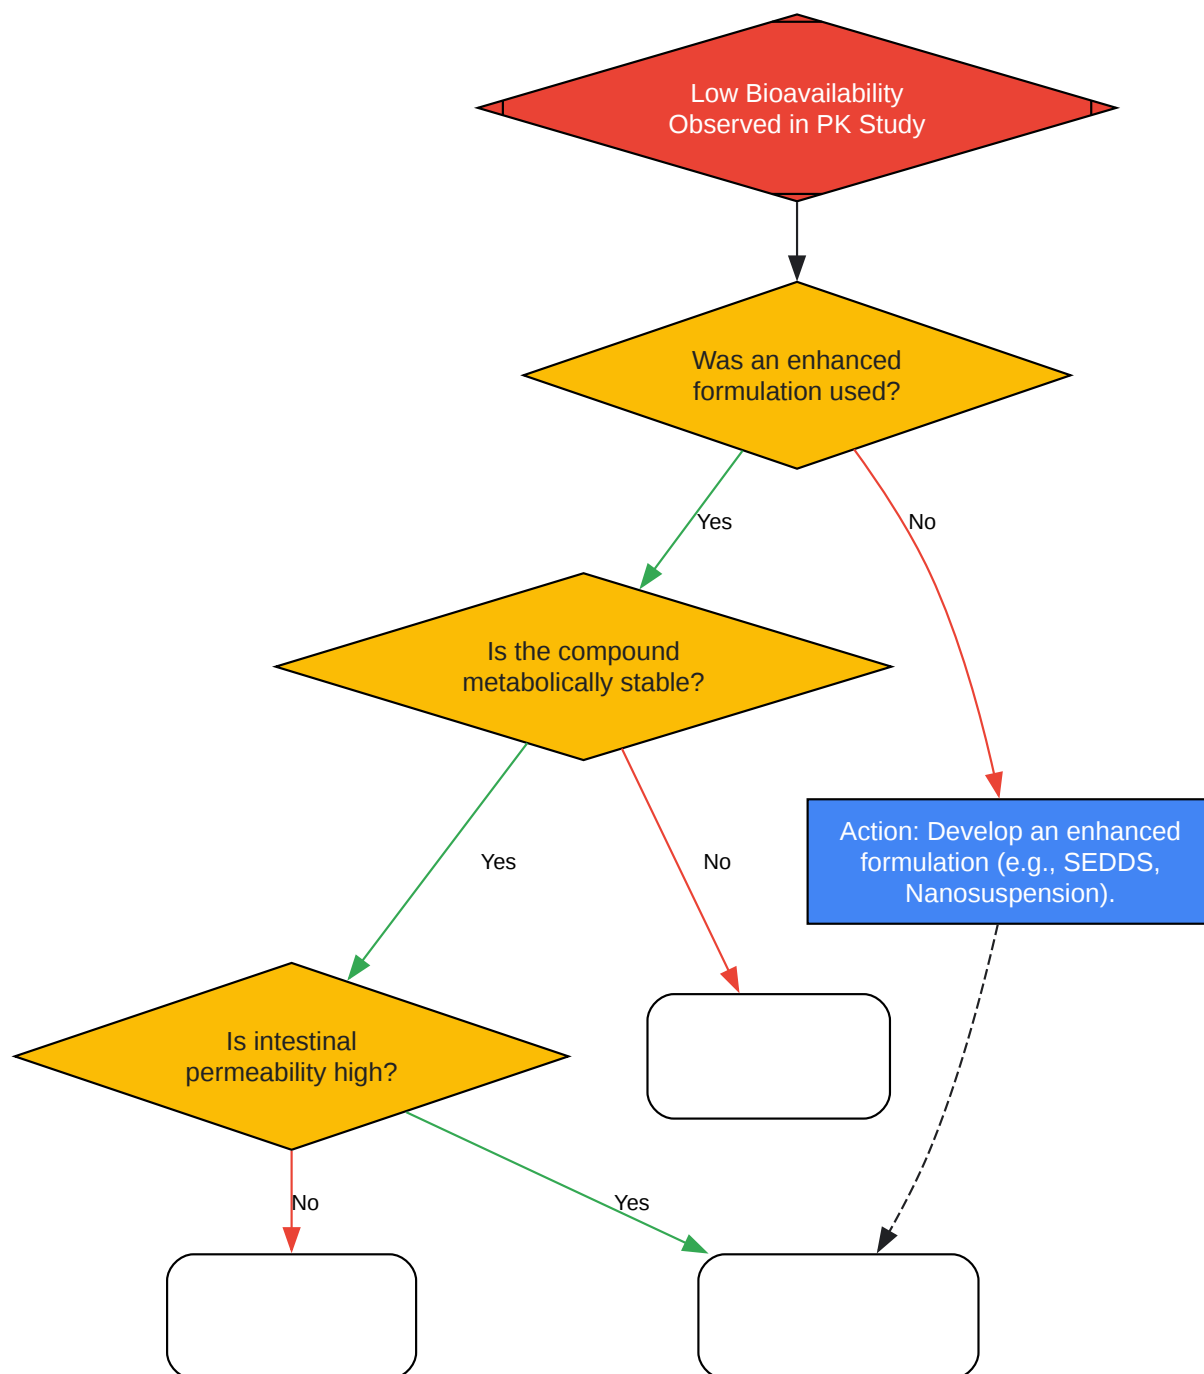 Low Bioavailability
Observed in PK Study
Was an enhanced
formulation used?
Yes
No
Is the compound
metabolically stable?
Yes
No
Action: Develop an enhanced
formulation (e.g., SEDDS,
Nanosuspension).
Is intestinal
permeability high?
No
Yes